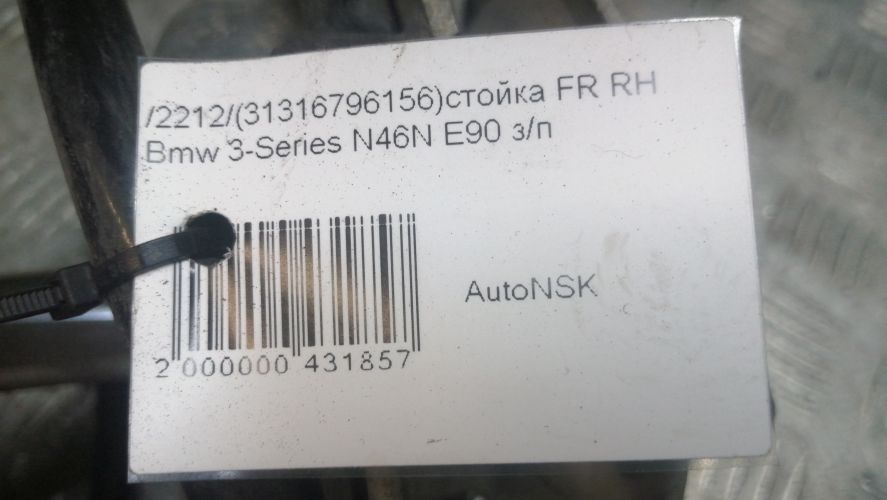 /2212/(31316796156)стойка FR RH
Bmw 3-Series N46N E90 з/п
AutoNSK
2 000000 431857